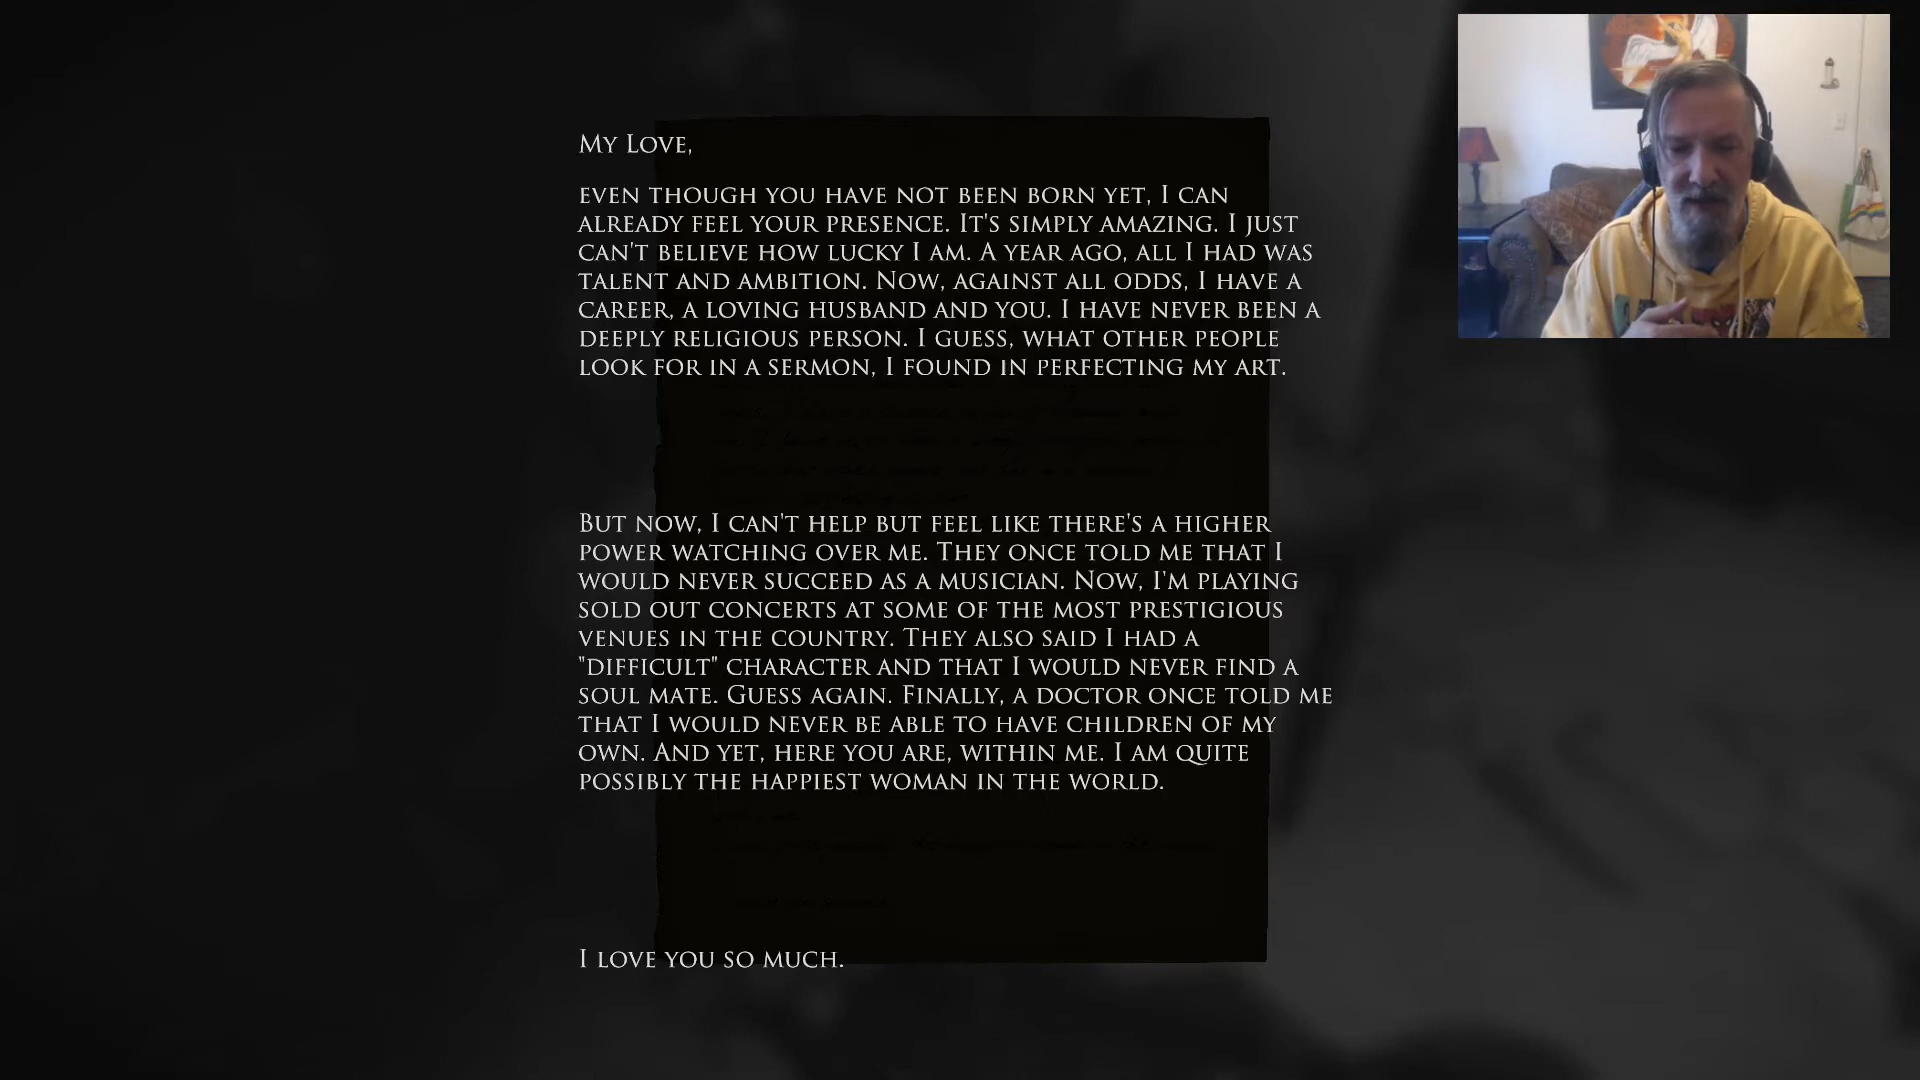 My Love,
even though you have not been born yet, I can
already feel your presence. It's simply amazing. I just
can't believe how lucky I am. A year ago, all I had was
talent and ambition. Now, against all odds, I have a
career, a loving husband and you. I have never been a
deeply religious person. I guess, what other people
look for in a sermon, I found in perfecting my art.
But now, I can't help but feel like there's a higher
power watching over me. They once told me that I
would never succeed as a musician. Now, I'm playing
sold out concerts at some of the most prestigious
venues in the country. They also said I had a
"difficult" character and that I would never find a
soul mate. Guess again. Finally, a doctor once told me
that I would never be able to have children of my
own. And yet, here you are, within me. I am quite
possibly the happiest woman in the world.
I love you so much.